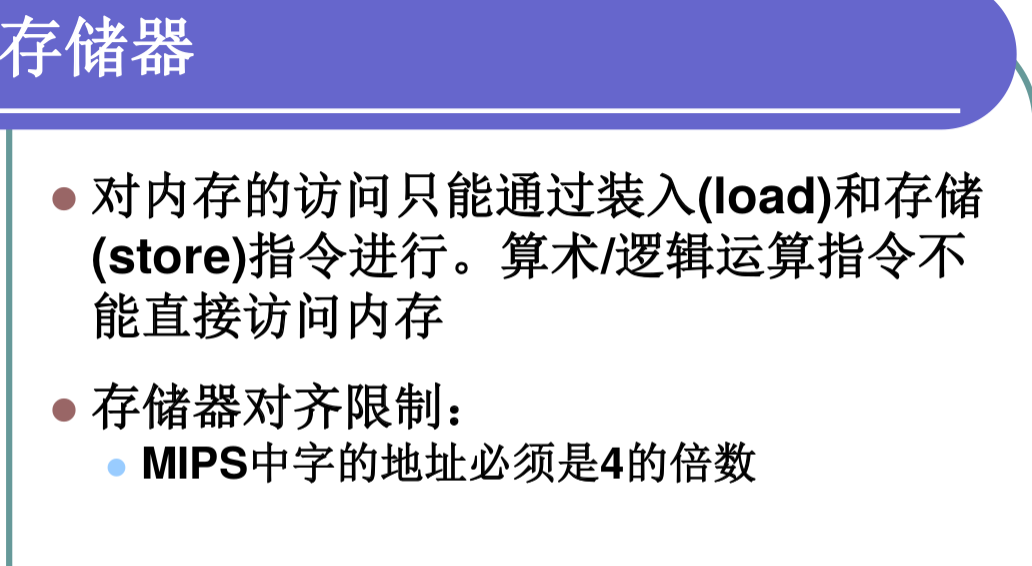 存储器
对内存的访问只能通过装入(load)和存储
(store)指令进行。算术/逻辑运算指令不
能直接访问内存
存储器对齐限制：
MIPS中字的地址必须是4的倍数